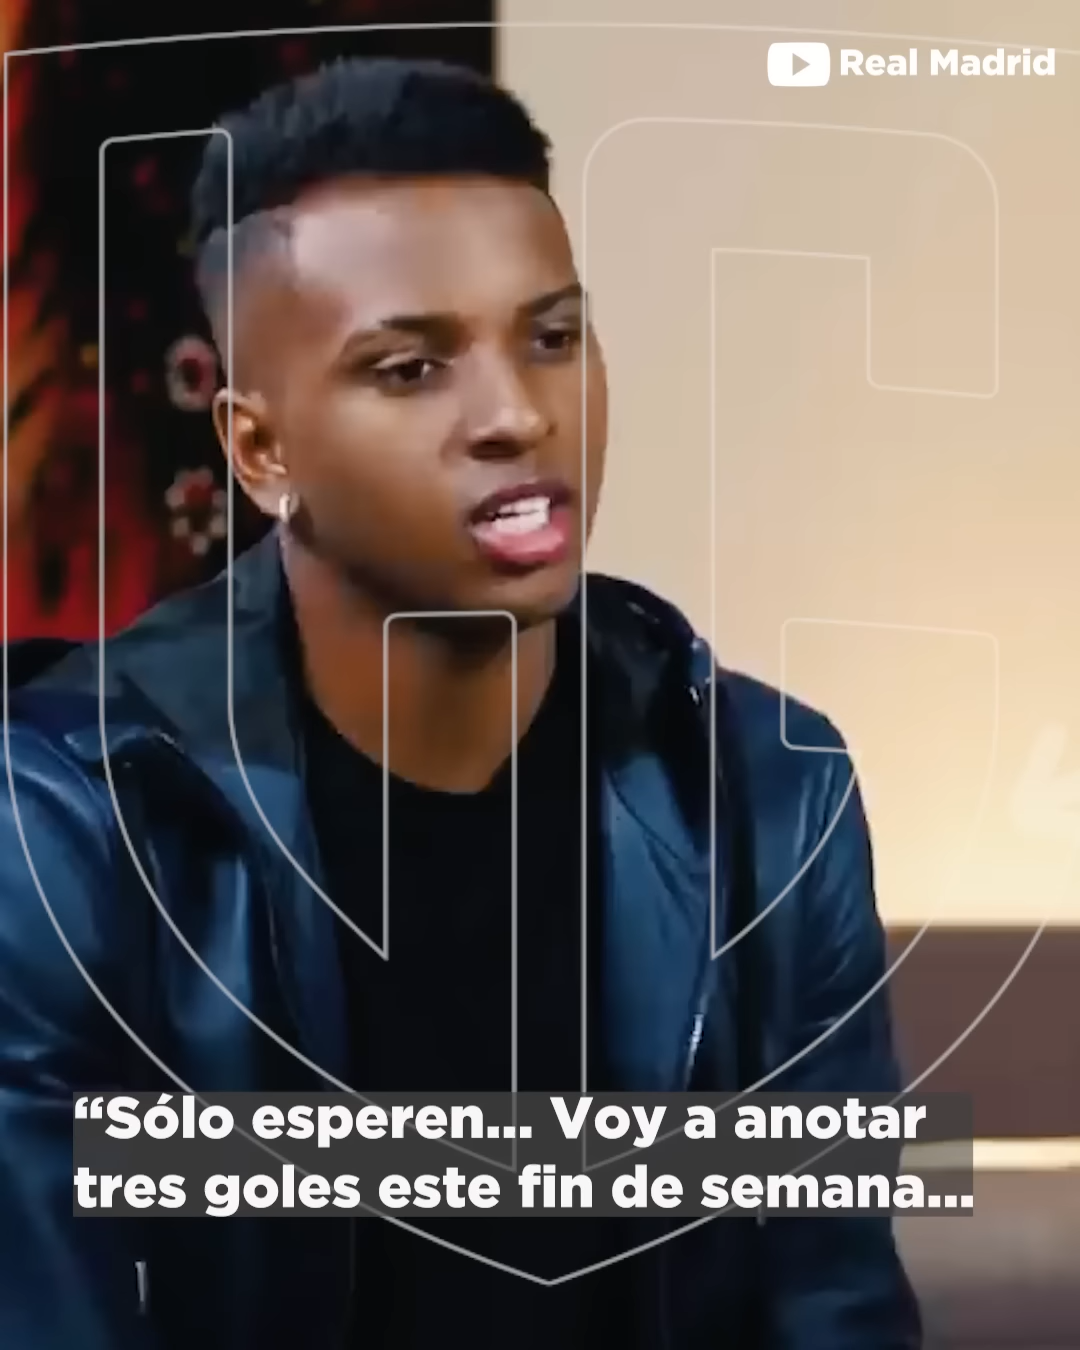 Real Madrid
“Sólo esperen... Voy a anotar
tres goles este fin de semana...